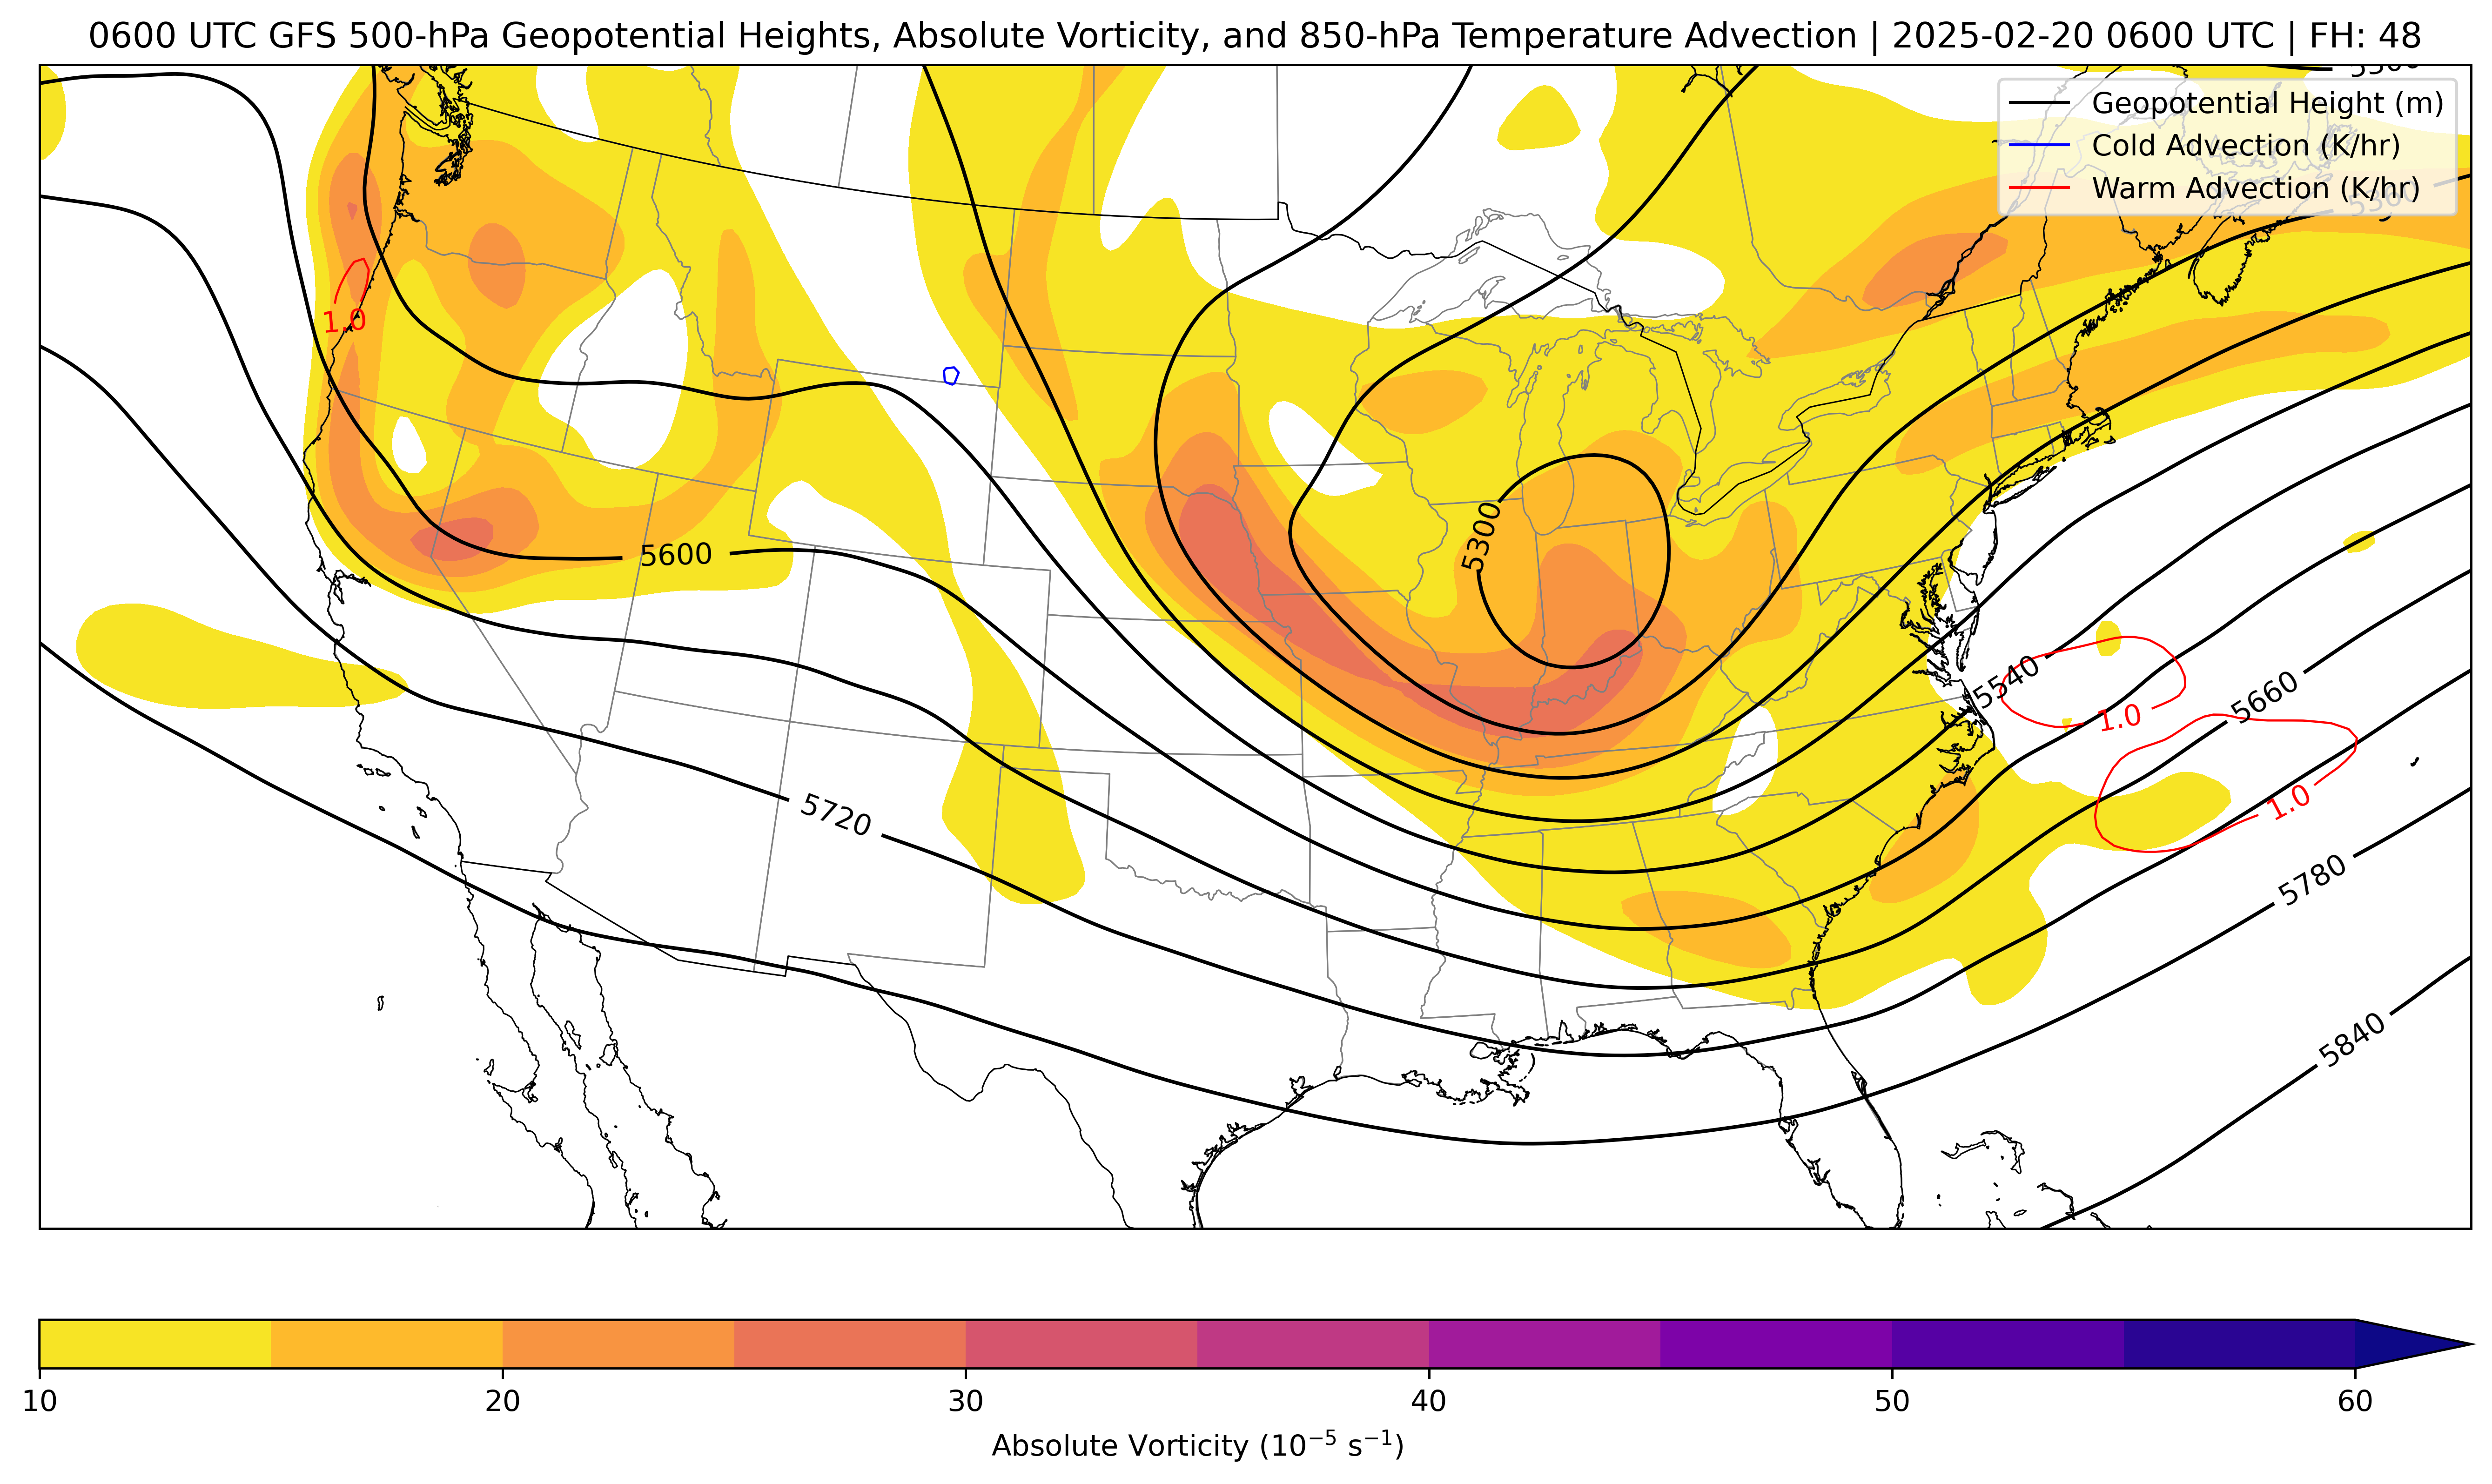 0600 UTC GFS 500-hPa Geopotential Heights, Absolute Vorticity, and 850-hPa Temperature Advection | 2025-02-20 0600 UTC | FH: 48
Geopotential Height (m)
Cold Advection (K/hr)
Warm Advection (K/hr)
1.0
5300
5600
5540
5660
1.0
5720
1.0
5780
5840
10 20 30 40 50 60
Absolute Vorticity (10⁻⁵ s⁻¹)